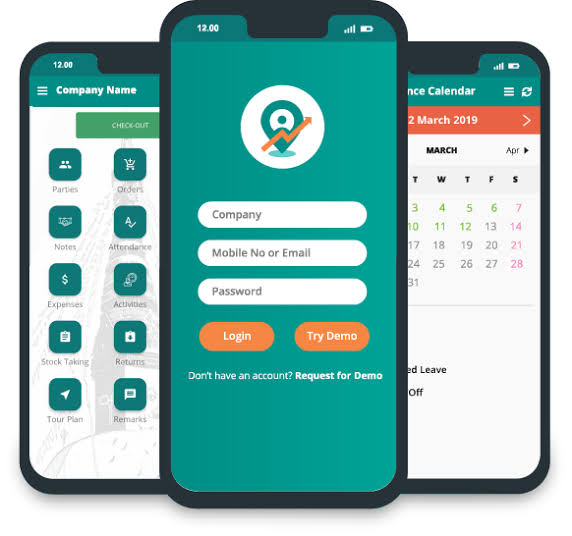 12.00
Company Name
CHECK-OUT
Parties
Orders
Notes
Attendance
Expenses
Activities
Stock Taking
Returns
Tour Plan
Remarks
12.00
Company
Mobile No or Email
Password
Login
Try Demo
Don't have an account? Request for Demo
nce Calendar
2 March 2019
MARCH
Apr
T W T F S
3 4 5 6 7
10 11 12 13 14
17 18 19 20 21
24 25 26 27 28
31
ed Leave
Off